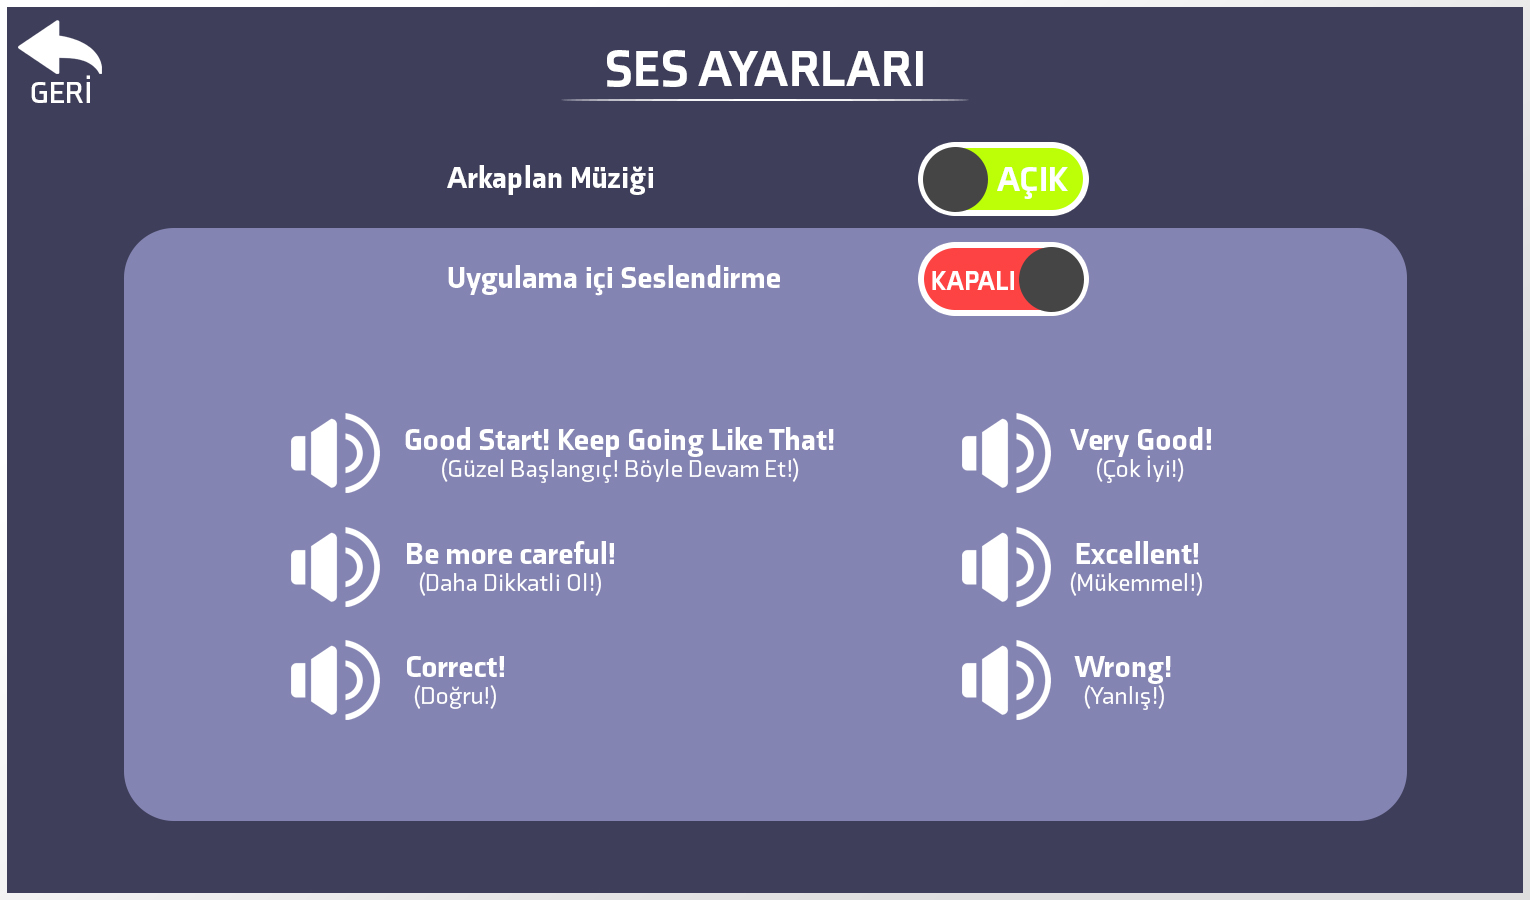 GERİ
SES AYARLARI
Arkaplan Müziği
AÇIK
Uygulama içi Seslendirme
KAPALI
Good Start! Keep Going Like That!
(Güzel Başlangıç! Böyle Devam Et!)
Very Good!
(Çok İyi!)
Be more careful!
(Daha Dikkatli Ol!)
Excellent!
(Mükemmel!)
Correct!
(Doğru!)
Wrong!
(Yanlış!)